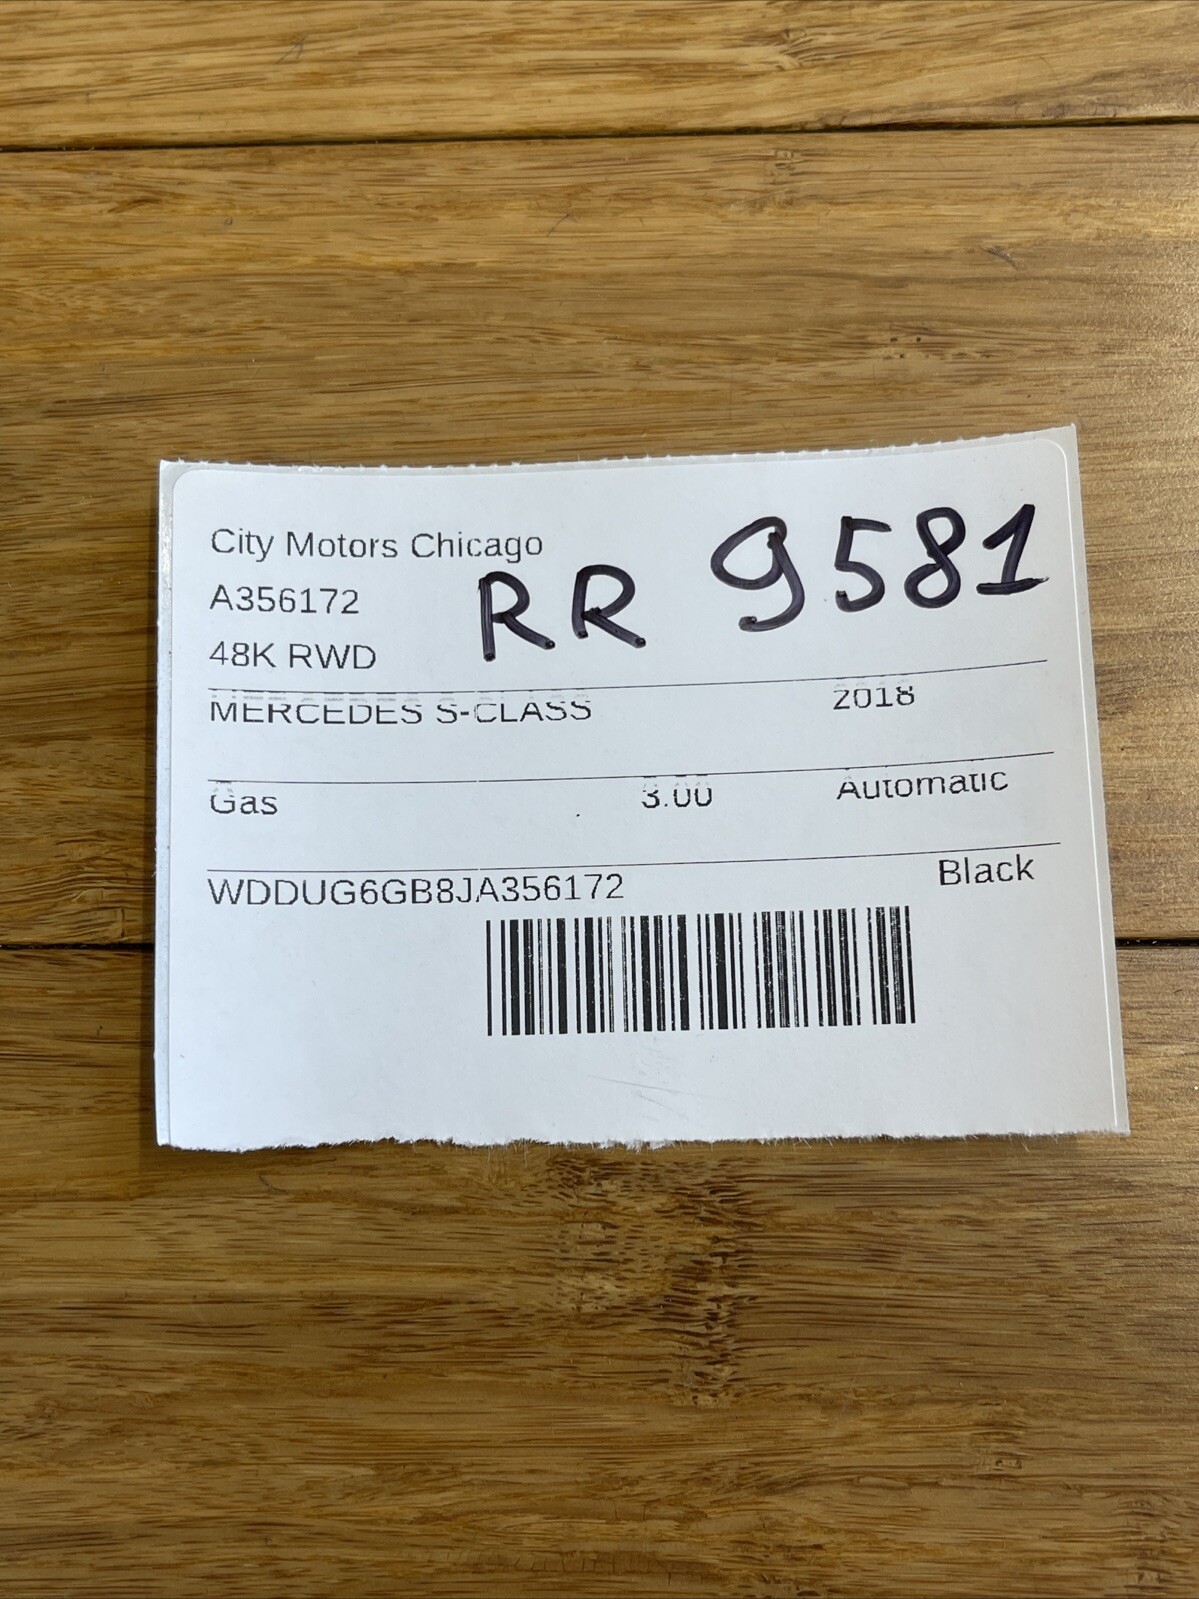 City Motors Chicago
A356172
RR 9581
48K RWD
MERCEDES S-CLASS 2018
Gas 3.00 Automatic
WDDUG6GB8JA356172 Black